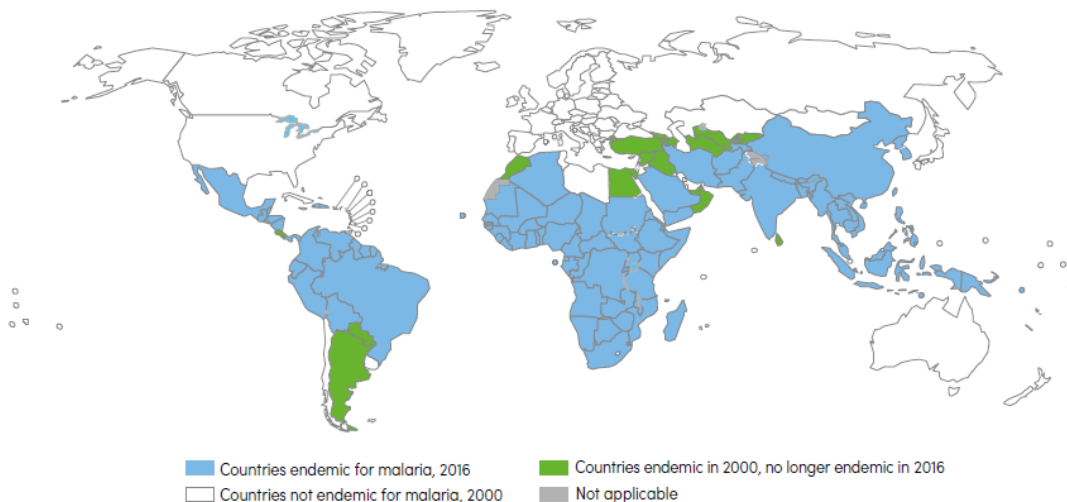 Countries endemic for malaria, 2016
Countries endemic in 2000, no longer endemic in 2016
Countries not endemic for malaria, 2000
Not applicable